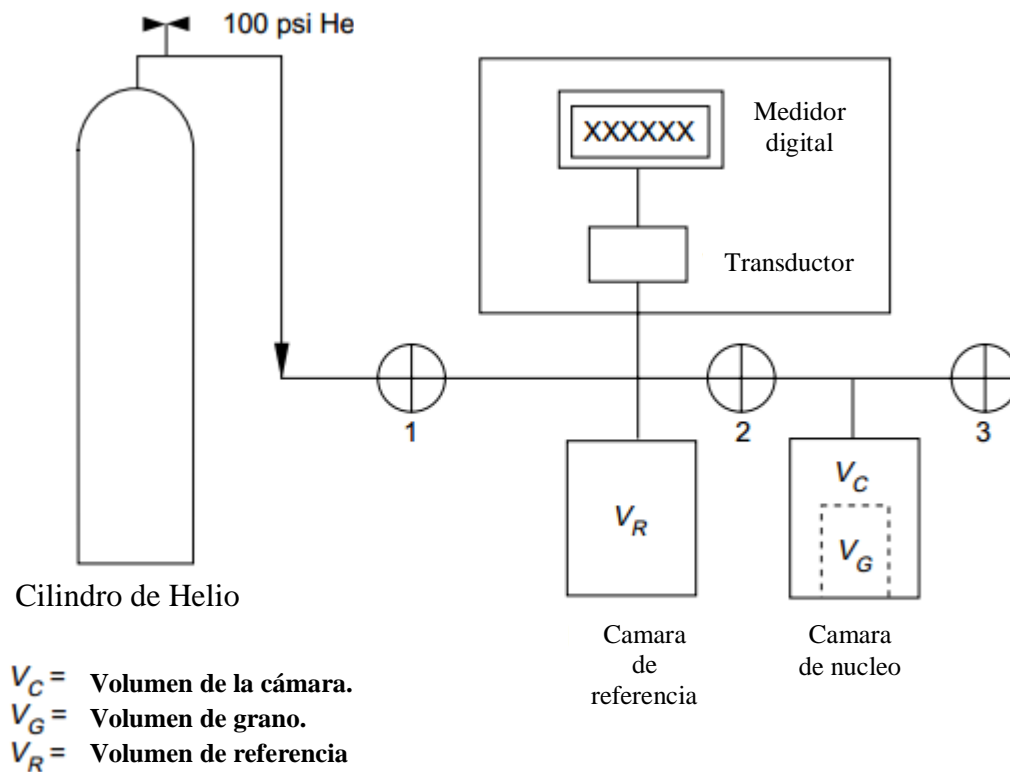 100 psi He
XXXXXX
Medidor
digital
Transductor
1
2
3
V_R
V_C
V_G
Cilindro de Helio
Camara
de
referencia
Camara
de nucleo
V_C = Volumen de la cámara.
V_G = Volumen de grano.
V_R = Volumen de referencia